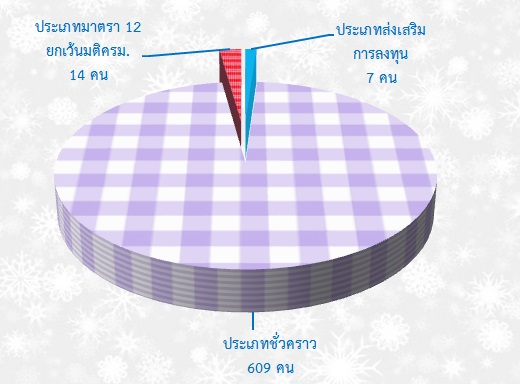 ประเภทมาตรา 12
ยกเว้นมติครม.
14 คน
ประเภทส่งเสริม
การลงทุน
7 คน
ประเภทชั่วคราว
609 คน